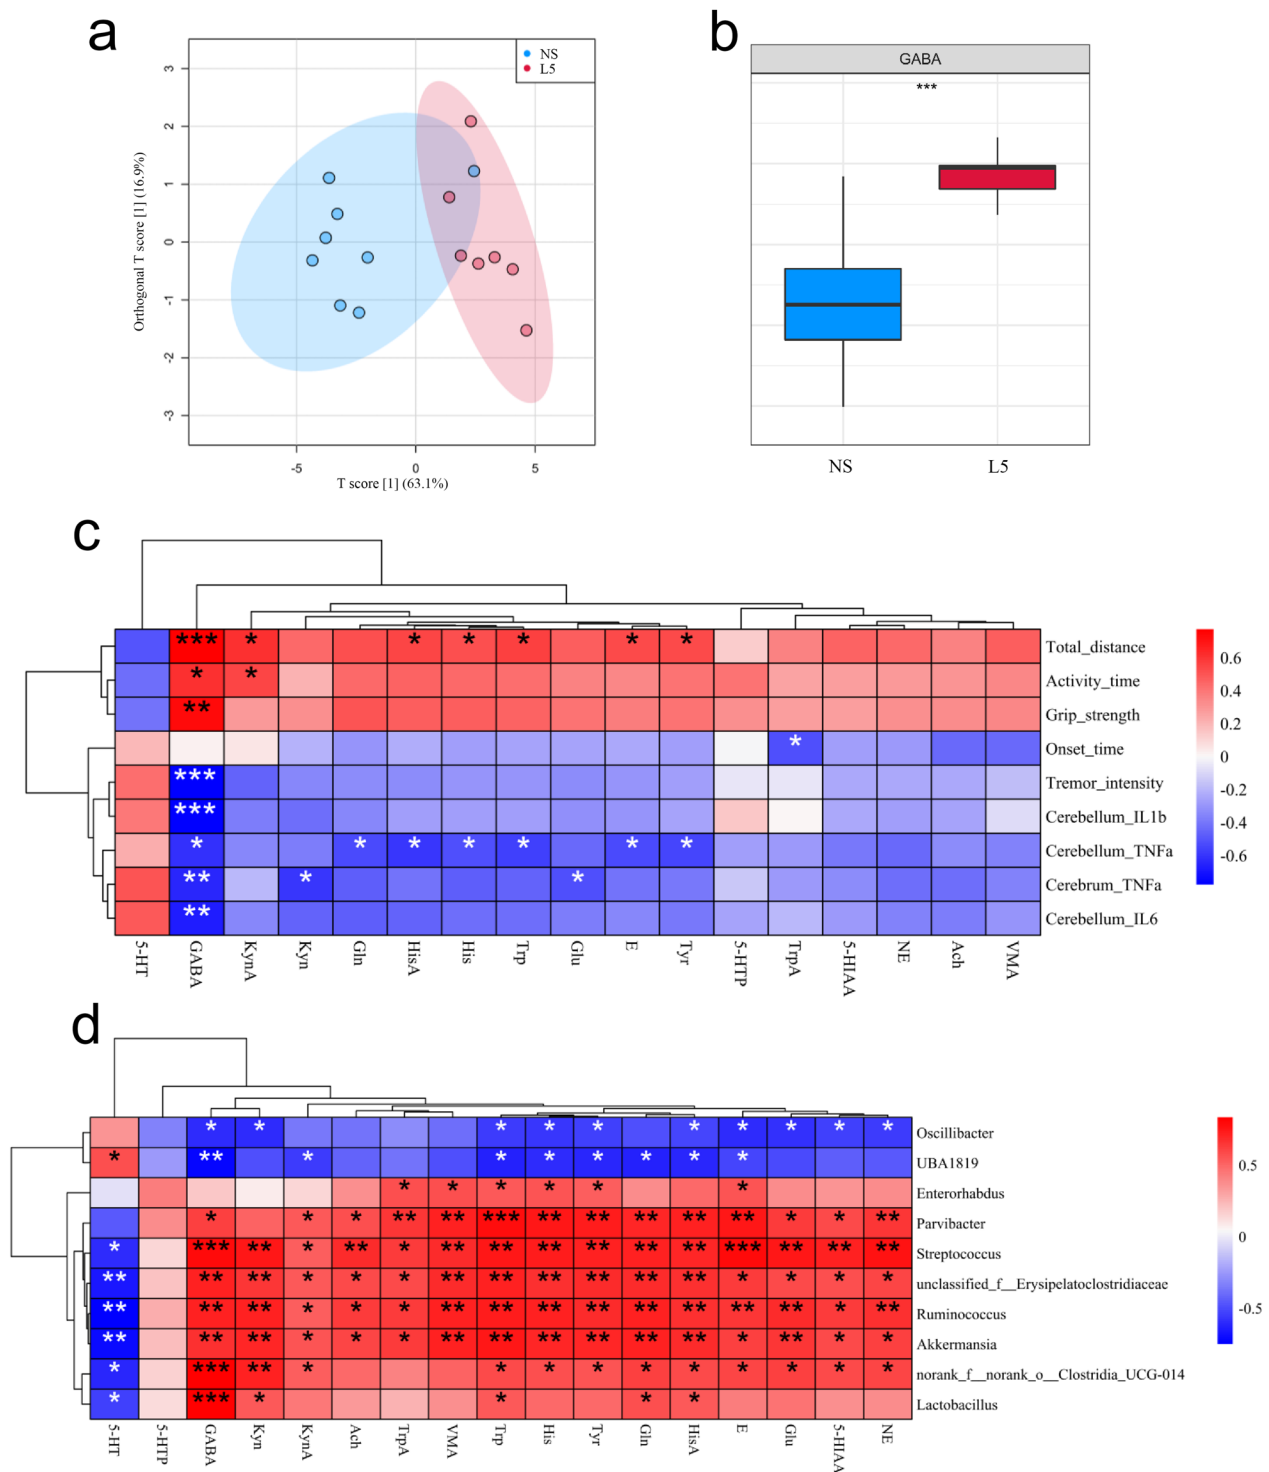 a
NS
L5
3
2
1
0
-1
-2
-3
Orthogonal T score [1] (16.9%)
-5 0 5
T score [1] (63.1%)
b
GABA
***
NS L5
c
*** * * * * * * Total_distance
* * Activity_time
** Grip_strength
* Onset_time
*** Tremor_intensity
*** Cerebellum_IL1b
* * * * * * * Cerebellum_TNFa
** * * Cerebrum_TNFa
** Cerebellum_IL6
5-HT GABA KynA Kyn Gln HisA His Trp Glu E Tyr 5-HTP TrpA 5-HIAA NE Ach VMA
0.6
0.4
0.2
0
-0.2
-0.4
-0.6
d
* * * * * * * * * * Oscillibacter
* ** * * * * * * * UBA1819
* * * * * * Enterorhabdus
* * * ** ** *** ** ** ** ** ** * * ** Parvibacter
* *** ** * ** * ** ** ** ** ** ** *** ** ** ** Streptococcus
** ** ** * * * ** ** ** ** ** ** * * * * unclassified_f__Erysipelatoclostridiaceae
** ** ** * * * ** ** ** ** ** ** ** ** * ** Ruminococcus
** ** ** * * * ** ** ** ** ** ** * ** * * Akkermansia
* *** ** * * * * * * * * * * norank_f__norank_o__Clostridia_UCG-014
* *** * * * * Lactobacillus
5-HT 5-HTP GABA Kyn KynA Ach TrpA VMA Trp His Tyr Gln HisA E Glu 5-HIAA NE
0.5
0
-0.5